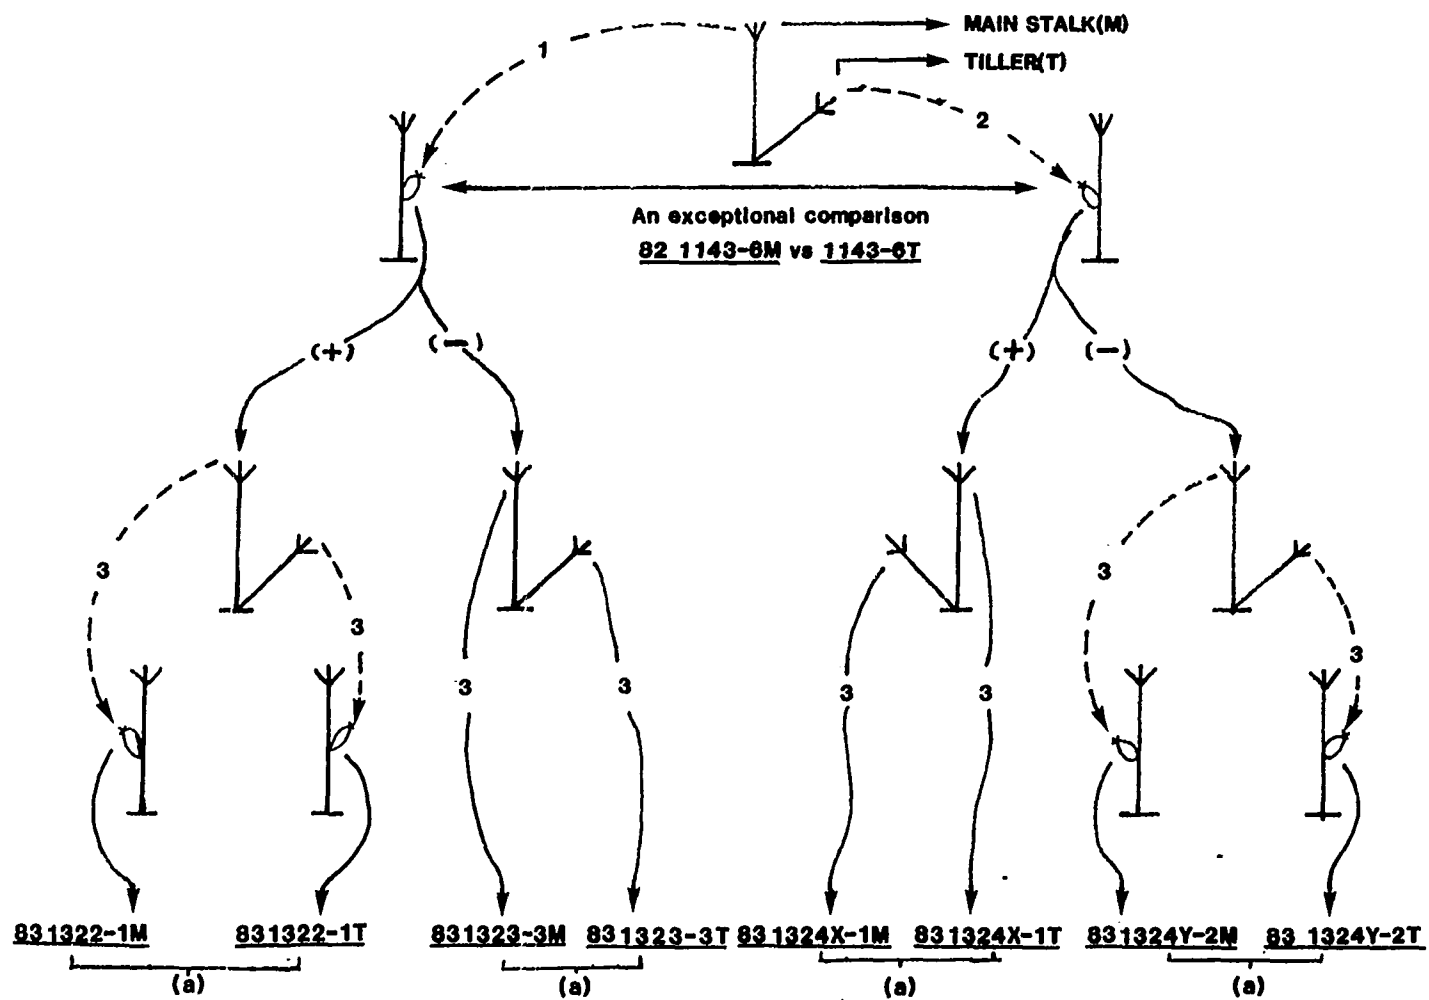 MAIN STALK(M)
1
TILLER(T)
2
An exceptional comparison
82 1143-6M vs 1143-6T
(+)
(—)
(+)
(—)
3
3
3
3
3
3
3
3
831322-1M
831322-1T
831323-3M
831323-3T
831324X-1M
831324X-1T
831324Y-2M
83 1324Y-2T
(a)
(a)
(a)
(a)